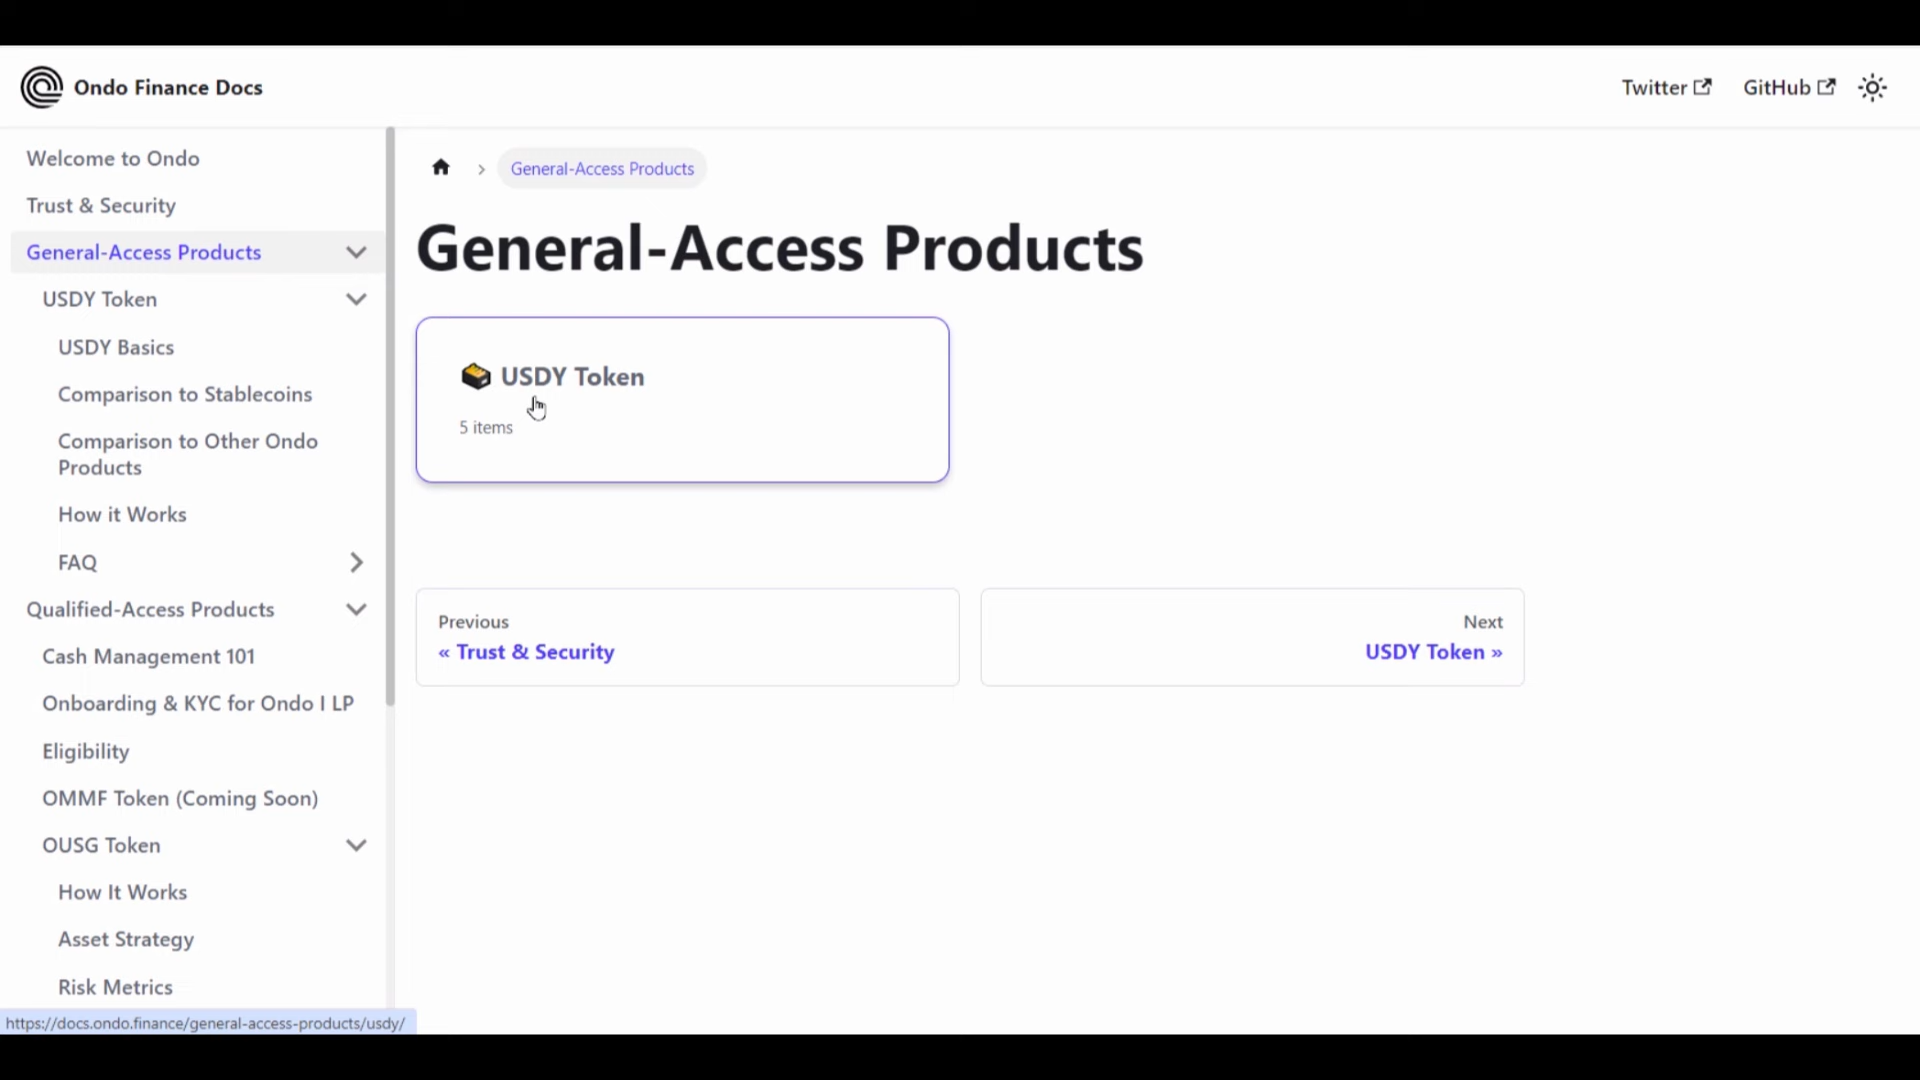 Ondo Finance Docs
Twitter
GitHub
Welcome to Ondo
Trust & Security
General-Access Products
USDY Token
USDY Basics
Comparison to Stablecoins
Comparison to Other Ondo
Products
How it Works
FAQ
Qualified-Access Products
Cash Management 101
Onboarding & KYC for Ondo I LP
Eligibility
OMMF Token (Coming Soon)
OUSG Token
How It Works
Asset Strategy
Risk Metrics
https://docs.ondo.finance/general-access-products/usdy/
General-Access Products
General-Access Products
USDY Token
5 items
Previous
« Trust & Security
Next
USDY Token »